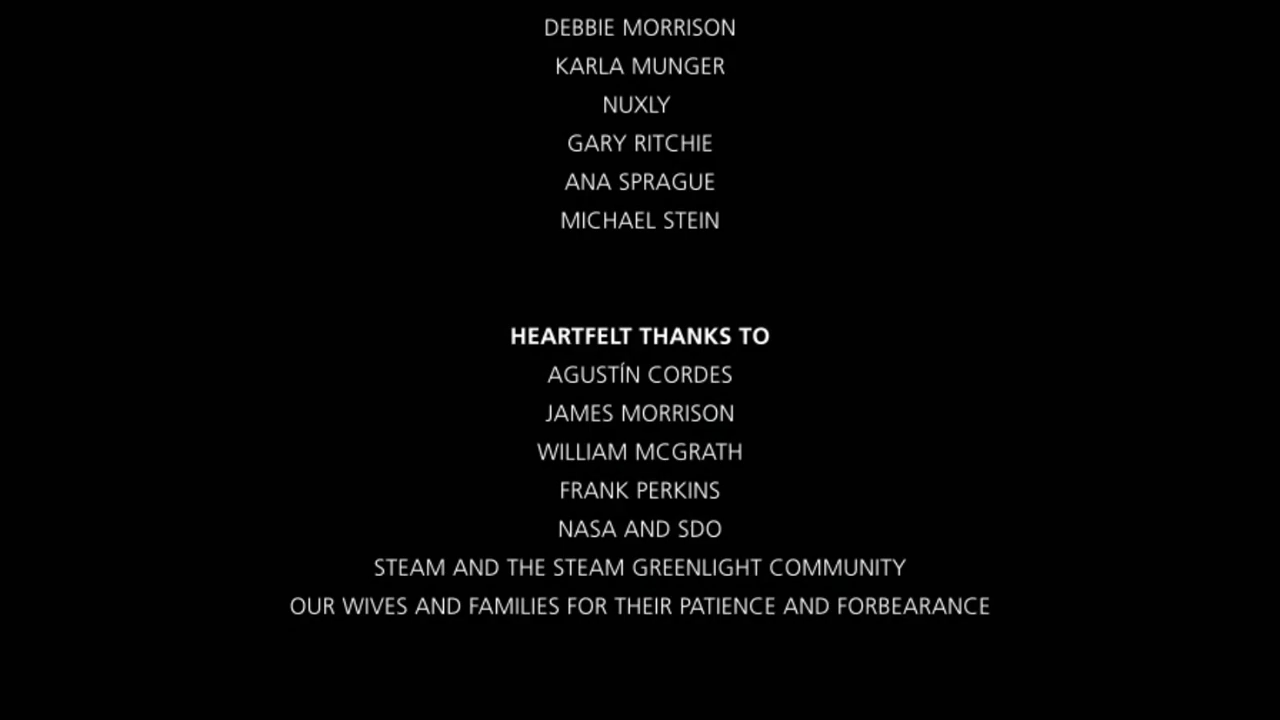 DEBBIE MORRISON
KARLA MUNGER
NUXLY
GARY RITCHIE
ANA SPRAGUE
MICHAEL STEIN
HEARTFELT THANKS TO
AGUSTÍN CORDES
JAMES MORRISON
WILLIAM MCGRATH
FRANK PERKINS
NASA AND SDO
STEAM AND THE STEAM GREENLIGHT COMMUNITY
OUR WIVES AND FAMILIES FOR THEIR PATIENCE AND FORBEARANCE